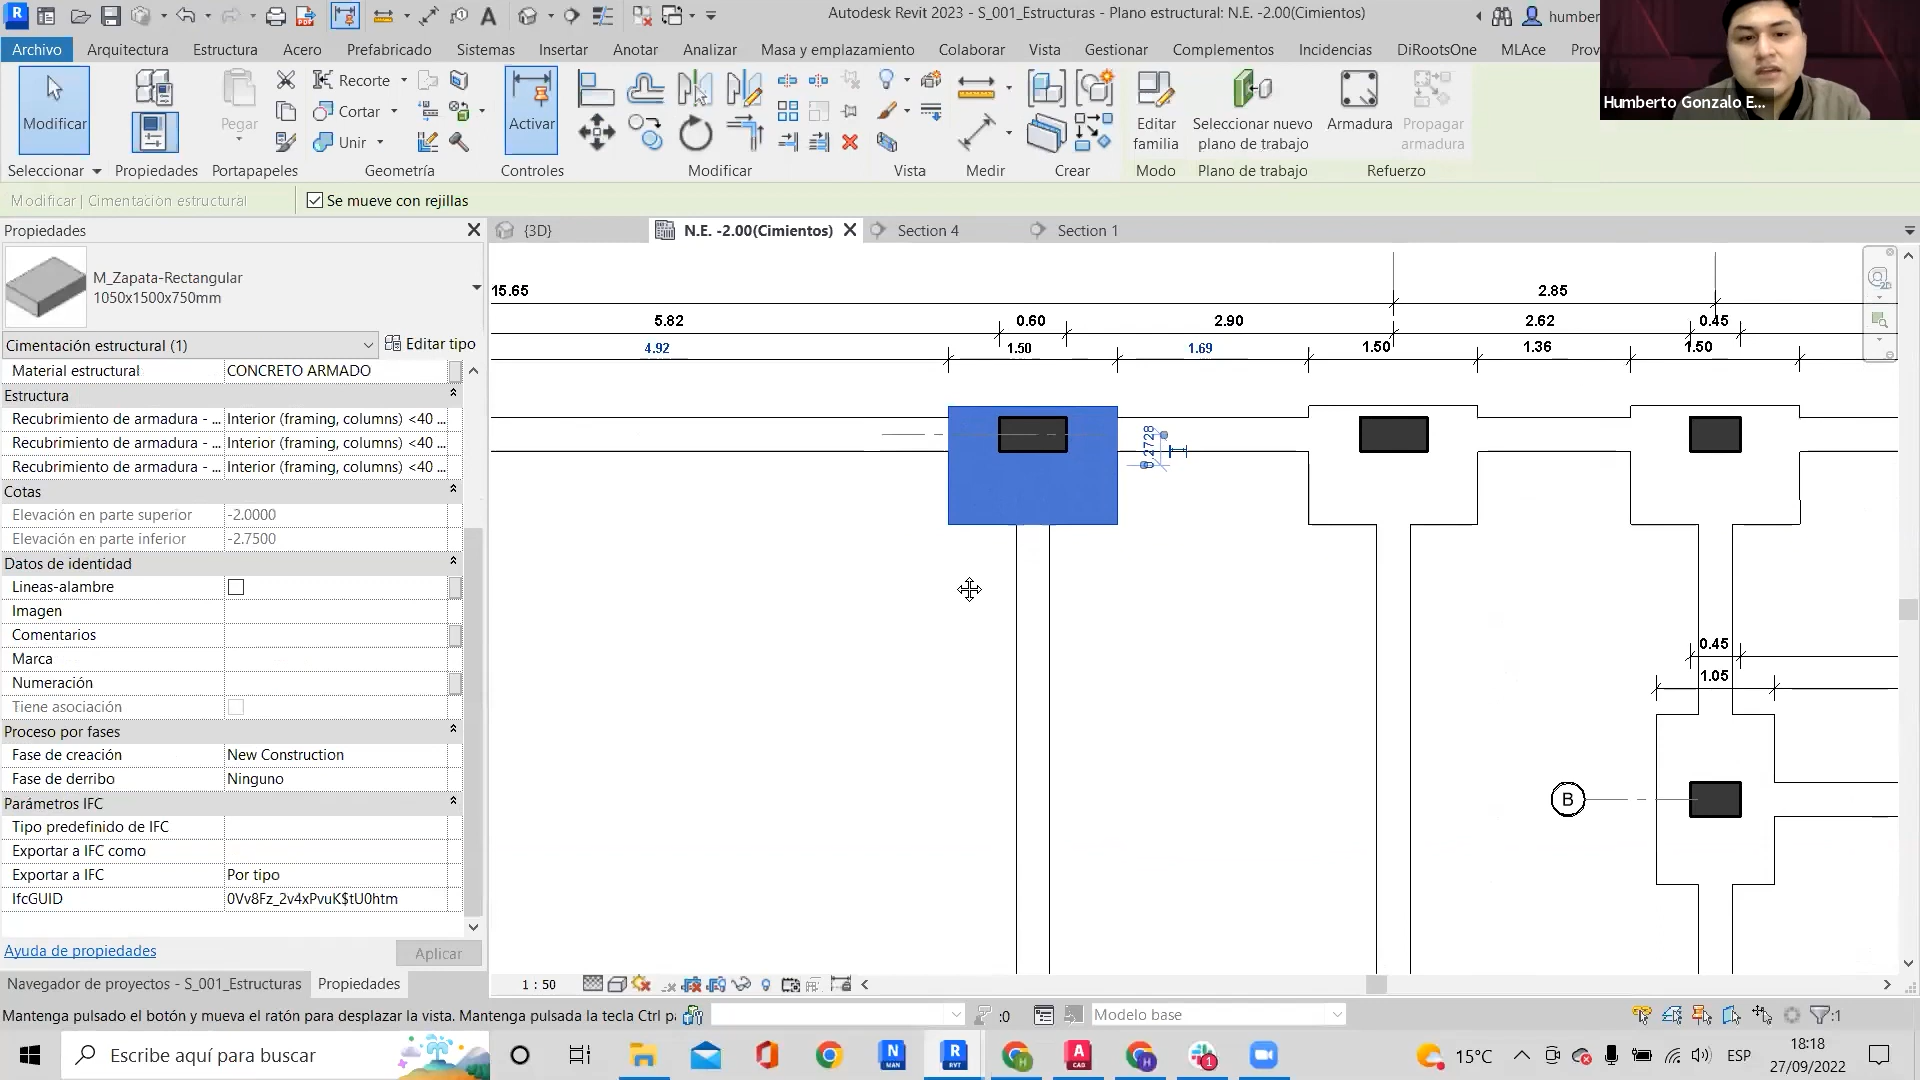 Autodesk Revit 2023 - S_001_Estructuras - Plano estructural: N.E. -2.00(Cimientos)
humber
Archivo Arquitectura Estructura Acero Prefabricado Sistemas Insertar Anotar Analizar Masa y emplazamiento Colaborar Vista Gestionar Complementos Incidencias DiRootsOne MLAce Prov
Humberto Gonzalo E...
Modificar
Pegar
Recorte
Cortar
Unir
Activar
Editar familia
Seleccionar nuevo plano de trabajo
Armadura
Propagar armadura
Seleccionar Propiedades Portapapeles Geometría Controles Modificar Vista Medir Crear Modo Plano de trabajo Refuerzo
Modificar | Cimentación estructural
Se mueve con rejillas
Propiedades
{3D}
N.E. -2.00(Cimientos)
Section 4
Section 1
M_Zapata-Rectangular
1050x1500x750mm
Cimentación estructural (1)
Editar tipo
Material estructural CONCRETO ARMADO
Estructura
Recubrimiento de armadura - ... Interior (framing, columns) <40 ...
Recubrimiento de armadura - ... Interior (framing, columns) <40 ...
Recubrimiento de armadura - ... Interior (framing, columns) <40 ...
Cotas
Elevación en parte superior -2.0000
Elevación en parte inferior -2.7500
Datos de identidad
Lineas-alambre
Imagen
Comentarios
Marca
Numeración
Tiene asociación
Proceso por fases
Fase de creación New Construction
Fase de derribo Ninguno
Parámetros IFC
Tipo predefinido de IFC
Exportar a IFC como
Exportar a IFC Por tipo
IfcGUID 0Vv8Fz_2v4xPvuK$tU0htm
Ayuda de propiedades
Aplicar
Navegador de proyectos - S_001_Estructuras
Propiedades
15.65 2.85
5.82 0.60 2.90 2.62 0.45
4.92 1.50 1.69 1.50 1.36 1.50
0.2728
0.45
1.05
B
1 : 50
Mantenga pulsado el botón y mueva el ratón para desplazar la vista. Mantenga pulsada la tecla Ctrl p
:0
Modelo base
:1
Escribe aquí para buscar
N
MAN
R
RVT
A
CAD
1
15°C
ESP
18:18
27/09/2022